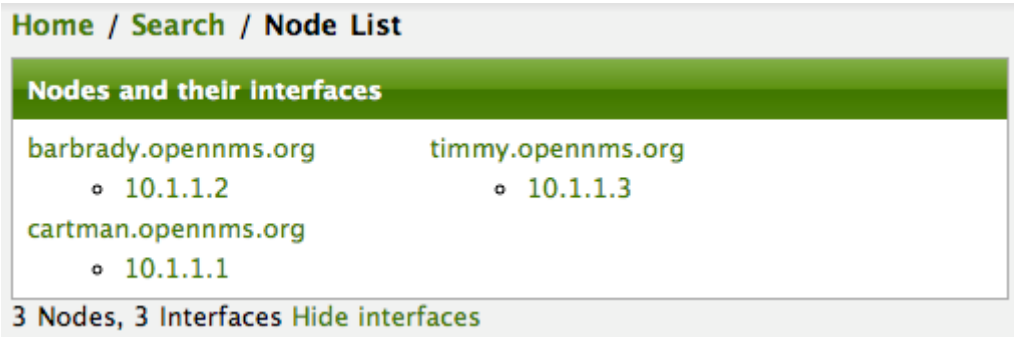 Home / Search / Node List
Nodes and their interfaces
barbrady.opennms.org
10.1.1.2
cartman.opennms.org
10.1.1.1
timmy.opennms.org
10.1.1.3
3 Nodes, 3 Interfaces Hide interfaces